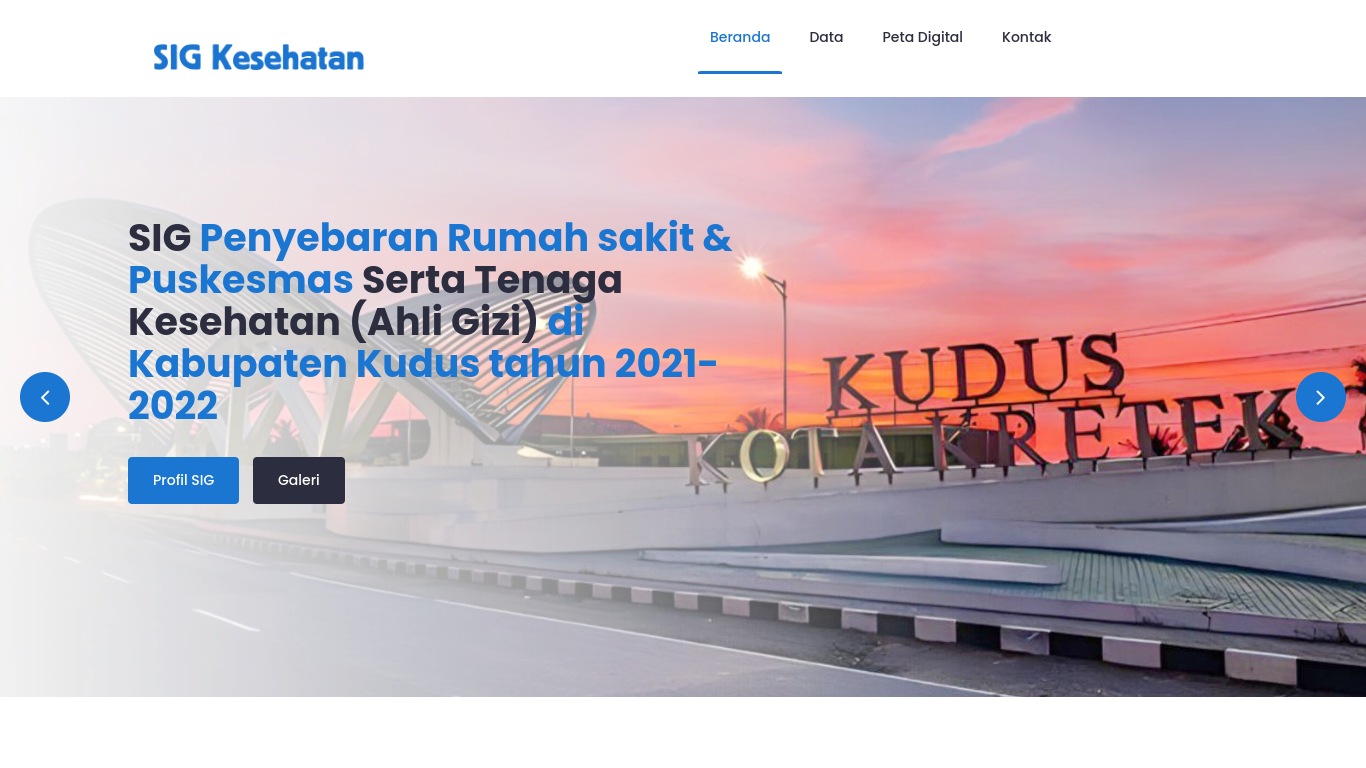 SIG Kesehatan
Beranda
Data
Peta Digital
Kontak
SIG Penyebaran Rumah sakit &
Puskesmas Serta Tenaga
Kesehatan (Ahli Gizi) di
Kabupaten Kudus tahun 2021-
2022
KUDUS
KOTA KRETEK
Profil SIG
Galeri